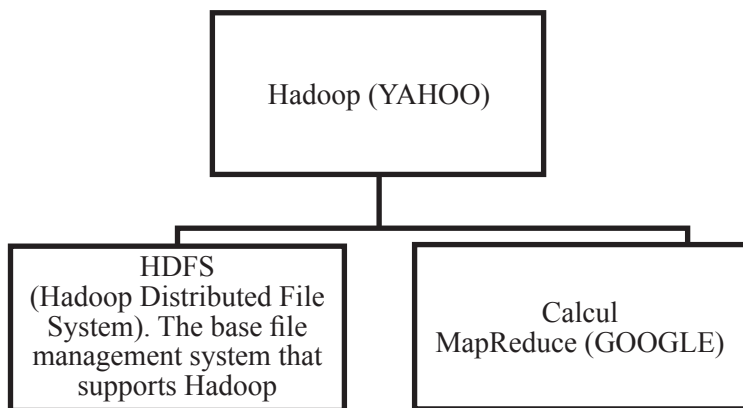 Hadoop (YAHOO)
HDFS
(Hadoop Distributed File
System). The base file
management system that
supports Hadoop
Calcul
MapReduce (GOOGLE)